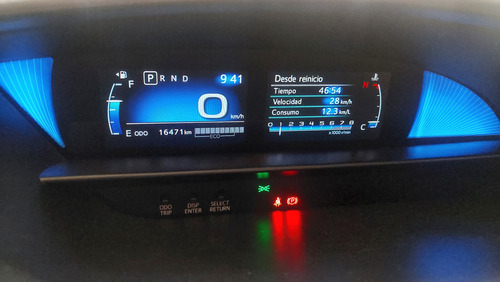 F
P R N D
9:41
0
km/h
E ODO 16471 km
ECO
Desde reinicio
Tiempo 46:54
Velocidad 28 km/h
Consumo 12.3 km/L
0 1 2 3 4 5 6 7 8
x1000 r/min
H
C
ODO
TRIP
DISP
ENTER
SELECT
RETURN
P